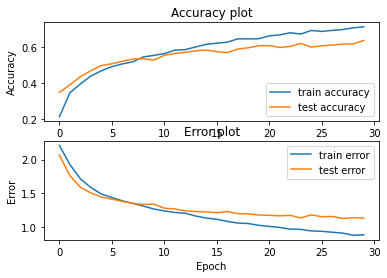 Accuracy plot
Accuracy
0.6
0.4
0.2
train accuracy
test accuracy
0 5 10 15 20 25 30
Error plot
Error
2.0
1.5
1.0
train error
test error
0 5 10 15 20 25 30
Epoch